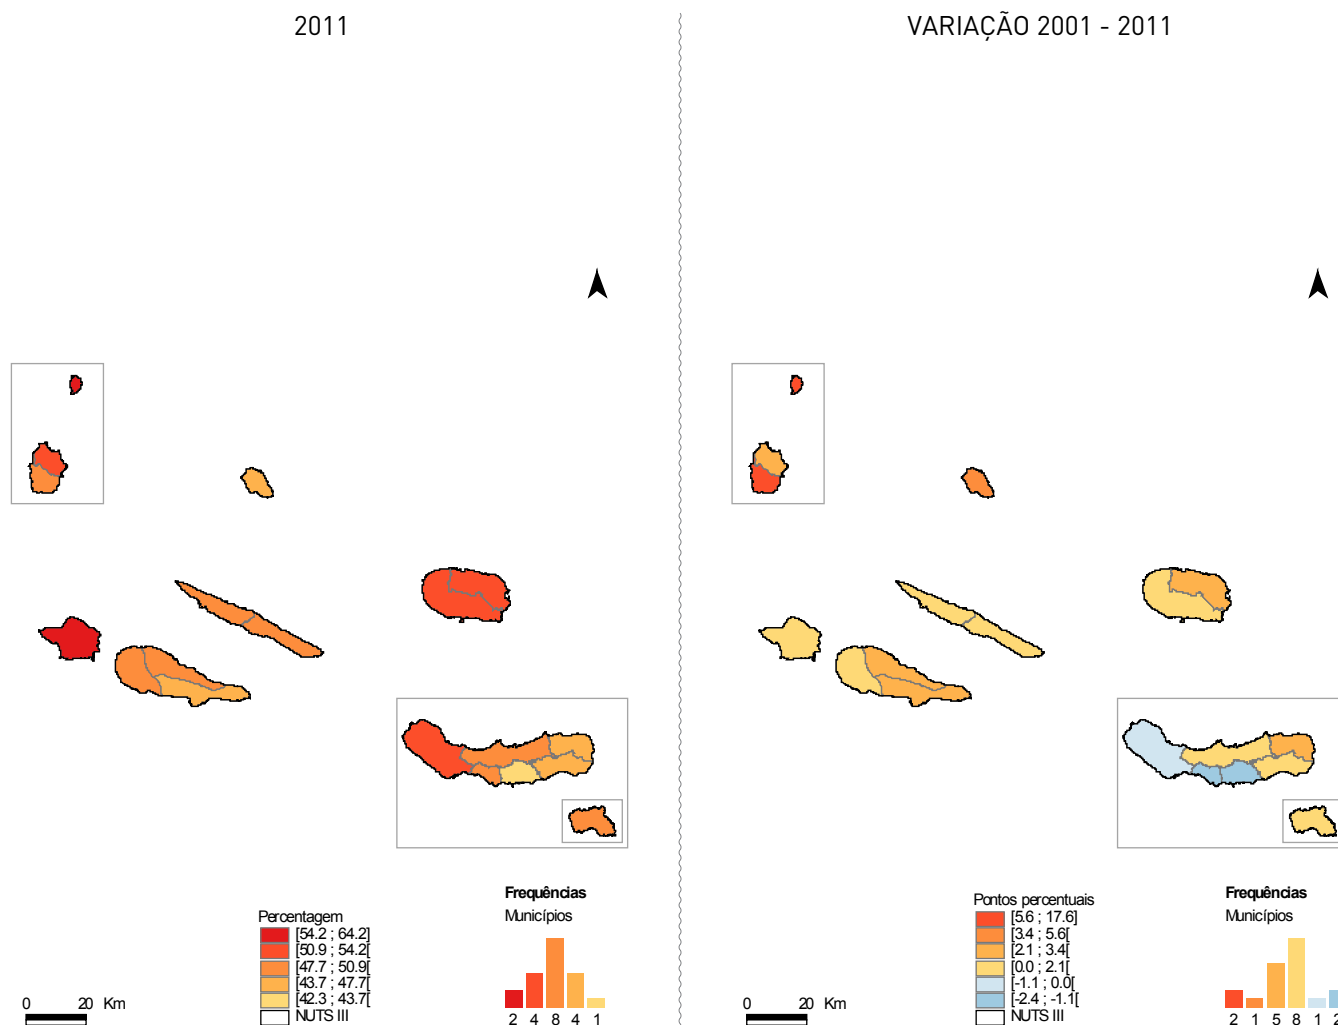 2011
VARIAÇÃO 2001 - 2011
Percentagem
[54.2 ; 64.2]
[50.9 ; 54.2[
[47.7 ; 50.9[
[43.7 ; 47.7[
[42.3 ; 43.7[
NUTS III
Frequências
Municípios
2 4 8 4 1
0 20 Km
Pontos percentuais
[5.6 ; 17.6]
[3.4 ; 5.6[
[2.1 ; 3.4[
[0.0 ; 2.1[
[-1.1 ; 0.0[
[-2.4 ; -1.1[
NUTS III
Frequências
Municípios
2 1 5 8 1 2
0 20 Km